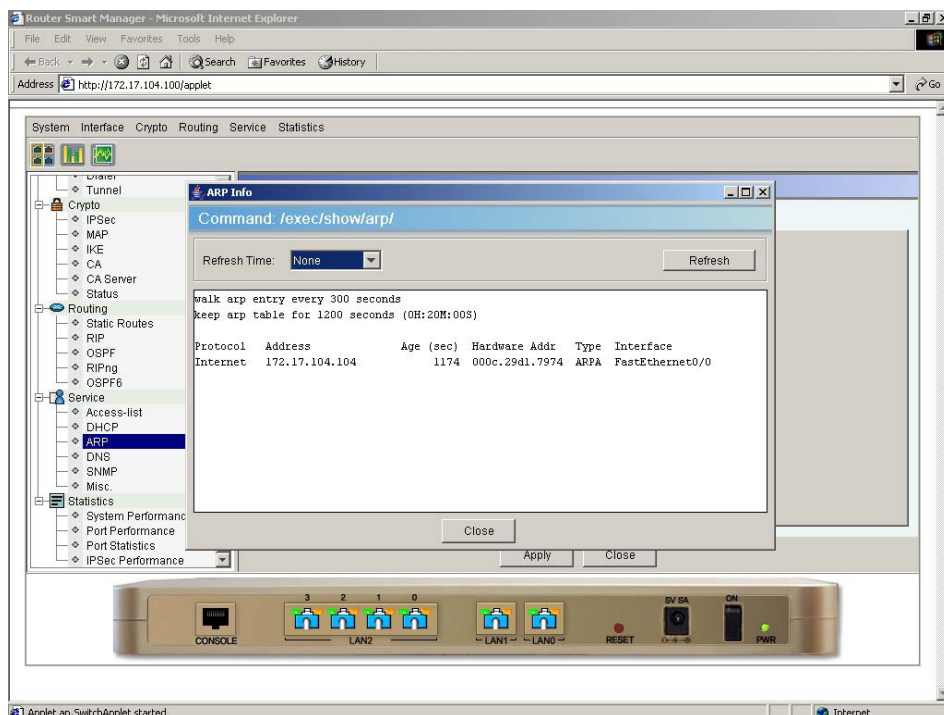 Router Smart Manager - Microsoft Internet Explorer
File Edit View Favorites Tools Help
Back Search Favorites History
Address http://172.17.104.100/applet Go
System Interface Crypto Routing Service Statistics
Dialer
Tunnel
Crypto
IPSec
MAP
IKE
CA
CA Server
Status
Routing
Static Routes
RIP
OSPF
RIPng
OSPF6
Service
Access-list
DHCP
ARP
DNS
SNMP
Misc.
Statistics
System Performanc
Port Performance
Port Statistics
IPSec Performance
ARP Info
Command: /exec/show/arp/
Refresh Time: None Refresh
walk arp entry every 300 seconds
keep arp table for 1200 seconds (0H:20M:00S)
Protocol Address Age (sec) Hardware Addr Type Interface
Internet 172.17.104.104 1174 000c.29d1.7974 ARPA FastEthernet0/0
Close
Apply Close
3 2 1 0
5V 5A ON
CONSOLE LAN2 LAN1 LAN0 RESET PWR
Applet an.SwitchApplet started Internet